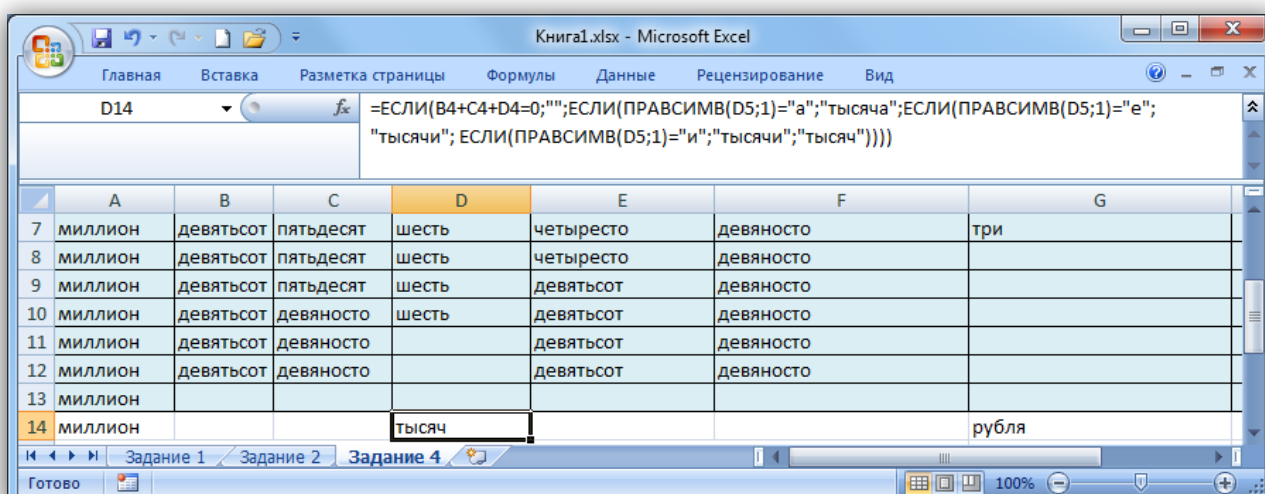 Книга1.xlsx - Microsoft Excel
Главная Вставка Разметка страницы Формулы Данные Рецензирование Вид
D14 fx =ЕСЛИ(B4+C4+D4=0;"";ЕСЛИ(ПРАВСИМВ(D5;1)="а";"тысяча";ЕСЛИ(ПРАВСИМВ(D5;1)="е";
"тысячи"; ЕСЛИ(ПРАВСИМВ(D5;1)="и";"тысячи";"тысяч"))))
A B C D E F G
7 миллион девятьсот пятьдесят шесть четыресто девяносто три
8 миллион девятьсот пятьдесят шесть четыресто девяносто
9 миллион девятьсот пятьдесят шесть девятьсот девяносто
10 миллион девятьсот девяносто шесть девятьсот девяносто
11 миллион девятьсот девяносто девятьсот девяносто
12 миллион девятьсот девяносто девятьсот девяносто
13 миллион
14 миллион тысяч рубля
Задание 1 Задание 2 Задание 4
Готово 100%